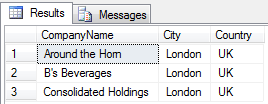 Results Messages
CompanyName City Country
1 Around the Horn London UK
2 B's Beverages London UK
3 Consolidated Holdings London UK